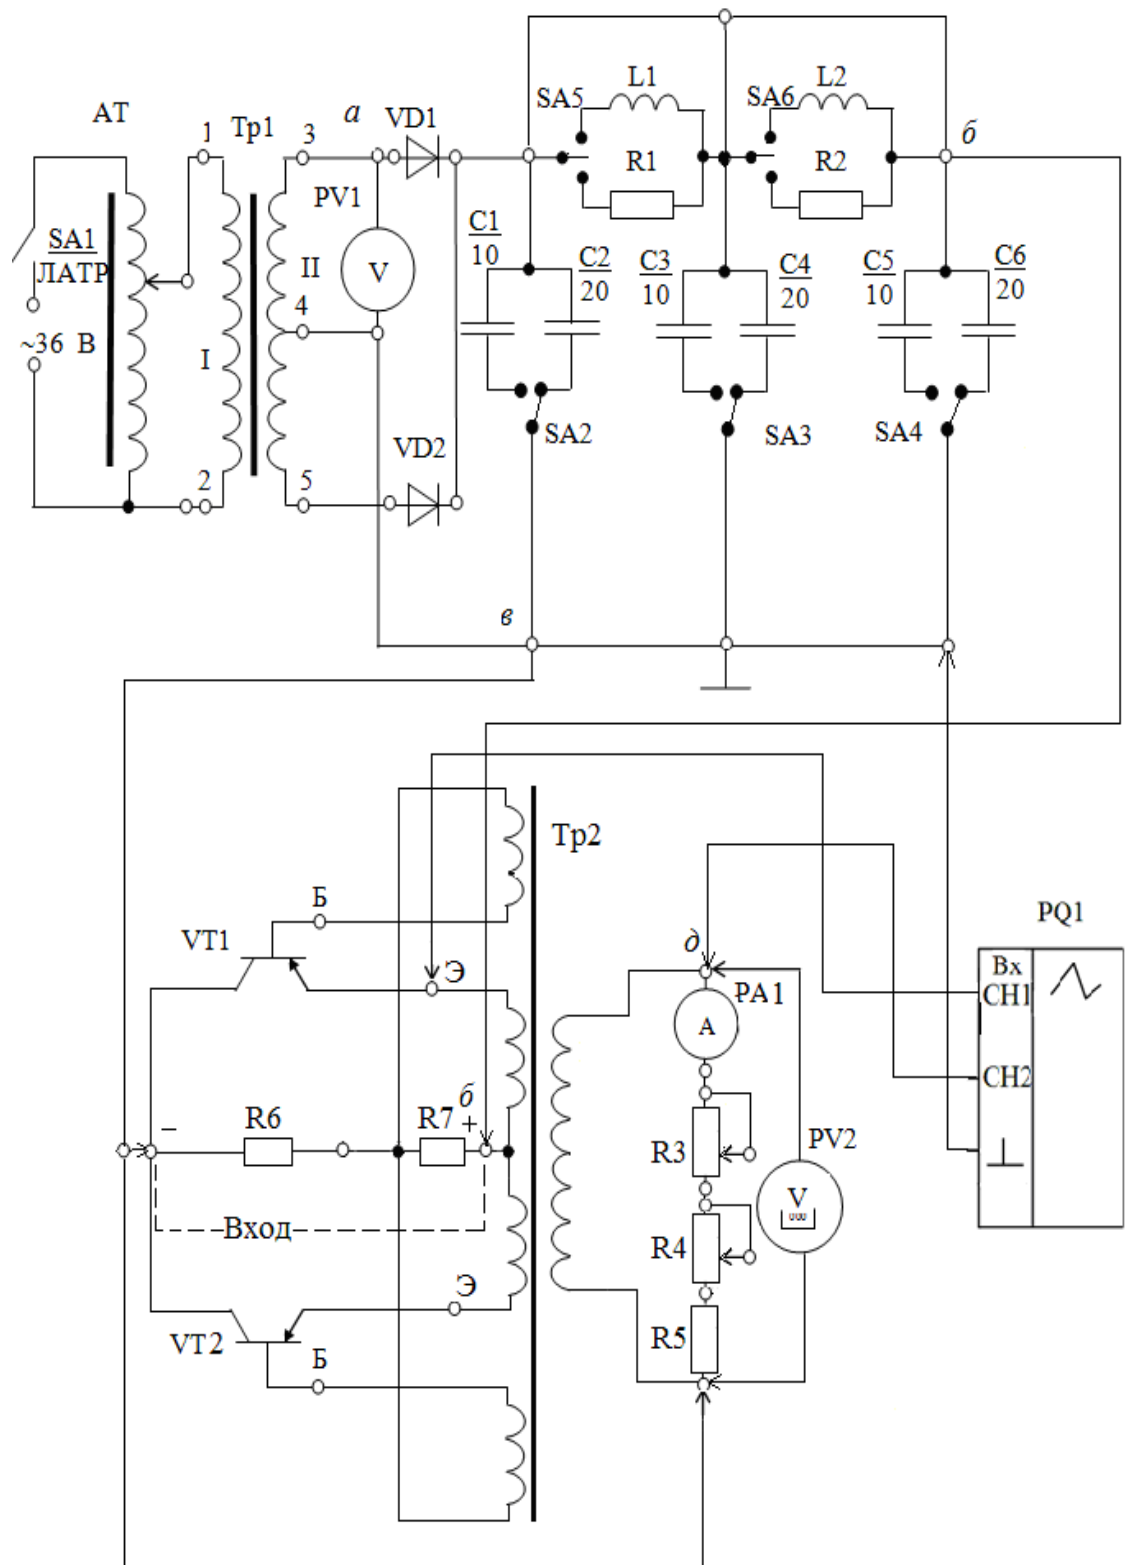 L1
L2
SA5
SA6
АТ
а
VD1
б
1
Тр1
3
R1
R2
PV1
C1
10
C2
20
C3
10
C4
20
C5
10
C6
20
SA1
ЛАТР
II
V
4
~36 В
I
SA2
SA3
SA4
VD2
2
5
в
Тр2
Б
PQ1
VT1
д
Э
Вх
CH1
PA1
A
CH2
б
R6
R7
+
−
R3
PV2
V
Вход
R4
Э
R5
VT2
Б